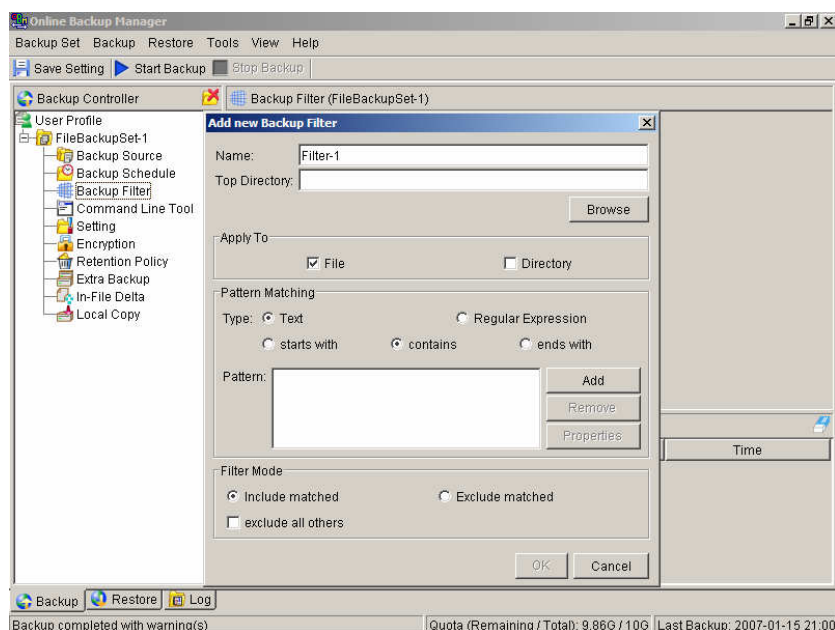 Online Backup Manager
Backup Set Backup Restore Tools View Help
Save Setting Start Backup Stop Backup
Backup Controller
Backup Filter (FileBackupSet-1)
User Profile
FileBackupSet-1
Backup Source
Backup Schedule
Backup Filter
Command Line Tool
Setting
Encryption
Retention Policy
Extra Backup
In-File Delta
Local Copy
Add new Backup Filter
Name: Filter-1
Top Directory:
Browse
Apply To
File Directory
Pattern Matching
Type: Text Regular Expression
starts with contains ends with
Pattern:
Add
Remove
Properties
Filter Mode
Include matched Exclude matched
exclude all others
OK Cancel
Time
Backup Restore Log
Backup completed with warning(s) Quota (Remaining / Total): 9.86G / 10G Last Backup: 2007-01-15 21:00